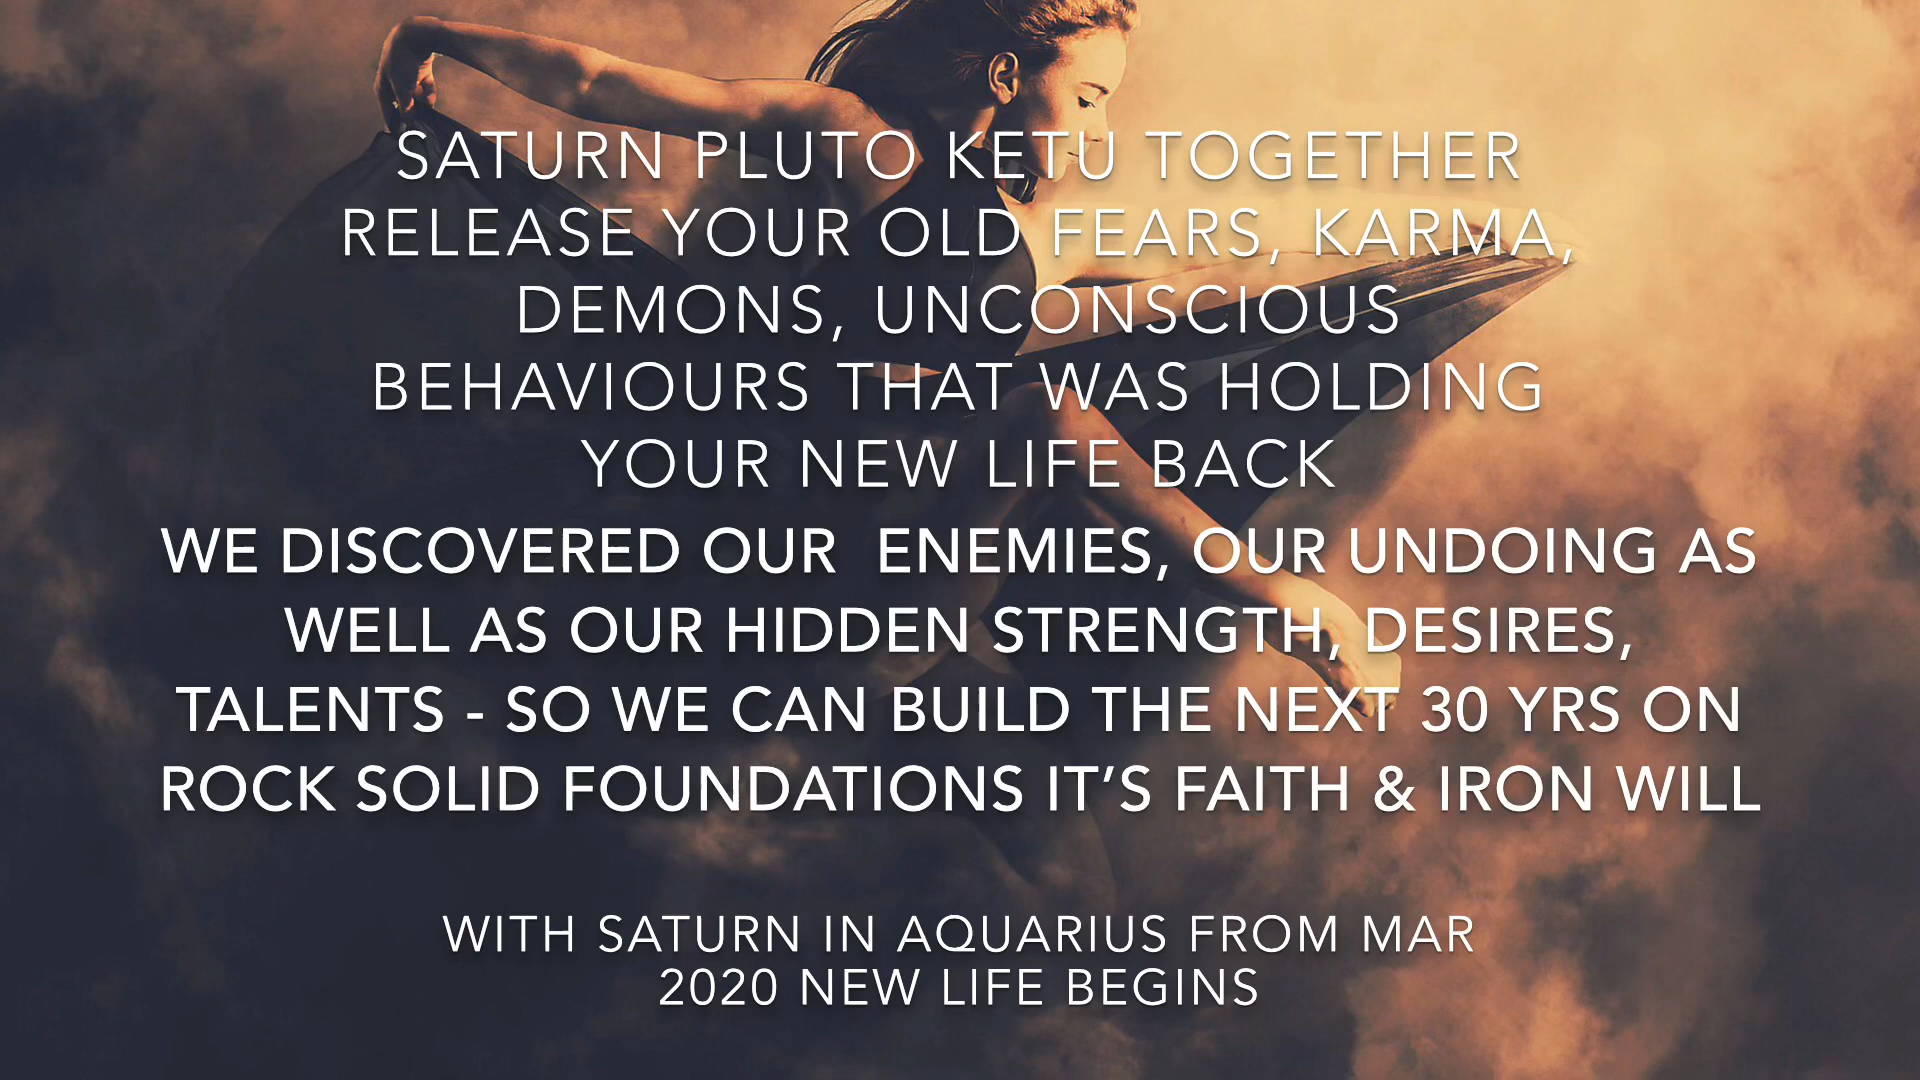 SATURN PLUTO KETU TOGETHER
RELEASE YOUR OLD FEARS, KARMA,
DEMONS, UNCONSCIOUS
BEHAVIOURS THAT WAS HOLDING
YOUR NEW LIFE BACK
WE DISCOVERED OUR  ENEMIES, OUR UNDOING AS
WELL AS OUR HIDDEN STRENGTH, DESIRES,
TALENTS - SO WE CAN BUILD THE NEXT 30 YRS ON
ROCK SOLID FOUNDATIONS IT’S FAITH & IRON WILL
WITH SATURN IN AQUARIUS FROM MAR
2020 NEW LIFE BEGINS